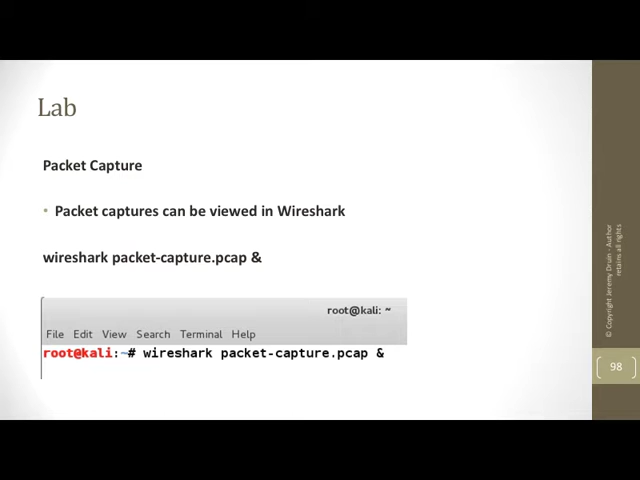 Lab
Packet Capture
• Packet captures can be viewed in Wireshark
wireshark packet-capture.pcap &
root@kali: ~
File Edit View Search Terminal Help
root@kali:~# wireshark packet-capture.pcap &
© Copyright Jeremy Druin - Author
retains all rights
98